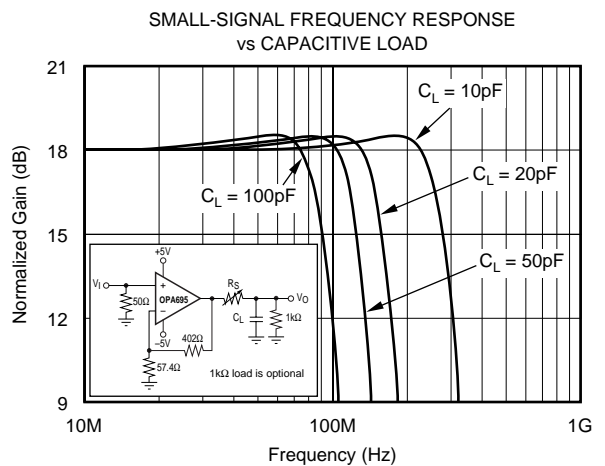 SMALL-SIGNAL FREQUENCY RESPONSE
vs CAPACITIVE LOAD
21
18
15
12
9
Normalized Gain (dB)
C_L = 10pF
C_L = 100pF
C_L = 20pF
C_L = 50pF
+5V
V_I
50Ω
OPA695
+
–
–5V
402Ω
57.4Ω
R_S
C_L
1kΩ
V_O
1kΩ load is optional
10M
100M
1G
Frequency (Hz)